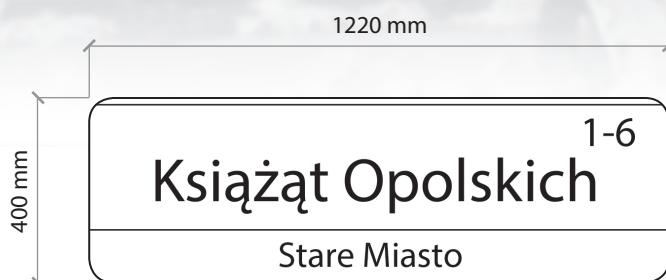 1220 mm
400 mm
1-6
Książąt Opolskich
Stare Miasto